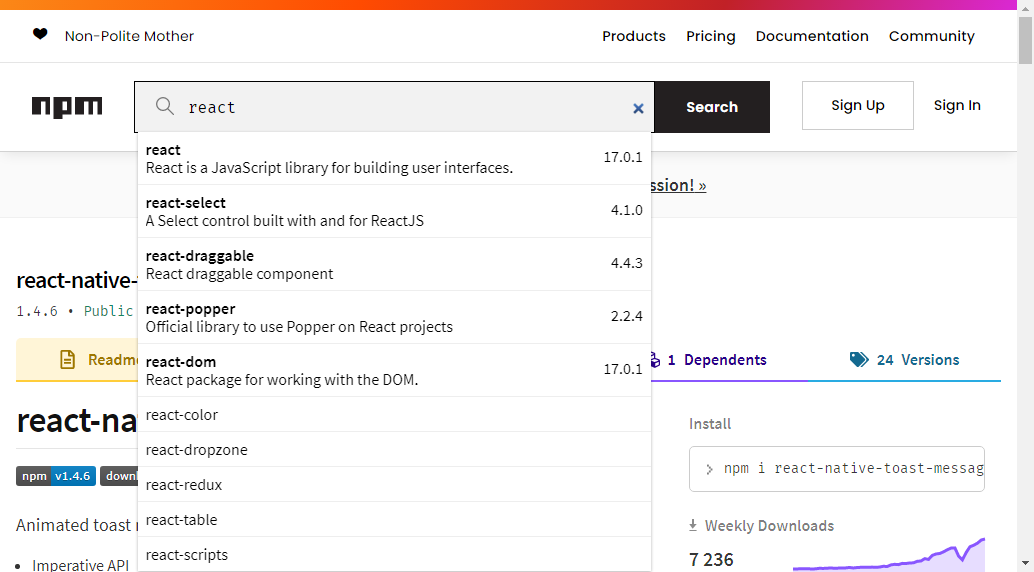 Non-Polite Mother
Products Pricing Documentation Community
npm
react
Search
Sign Up
Sign In
react
React is a JavaScript library for building user interfaces.
17.0.1
ssion! »
react-select
A Select control built with and for ReactJS
4.1.0
react-draggable
React draggable component
4.4.3
react-popper
Official library to use Popper on React projects
2.2.4
react-dom
React package for working with the DOM.
17.0.1
react-color
react-dropzone
react-redux
react-table
react-scripts
react-native-
1.4.6 • Public
Readme
1 Dependents
24 Versions
react-na
npm v1.4.6 downl
Animated toast
• Imperative API
Install
> npm i react-native-toast-messag
Weekly Downloads
7 236